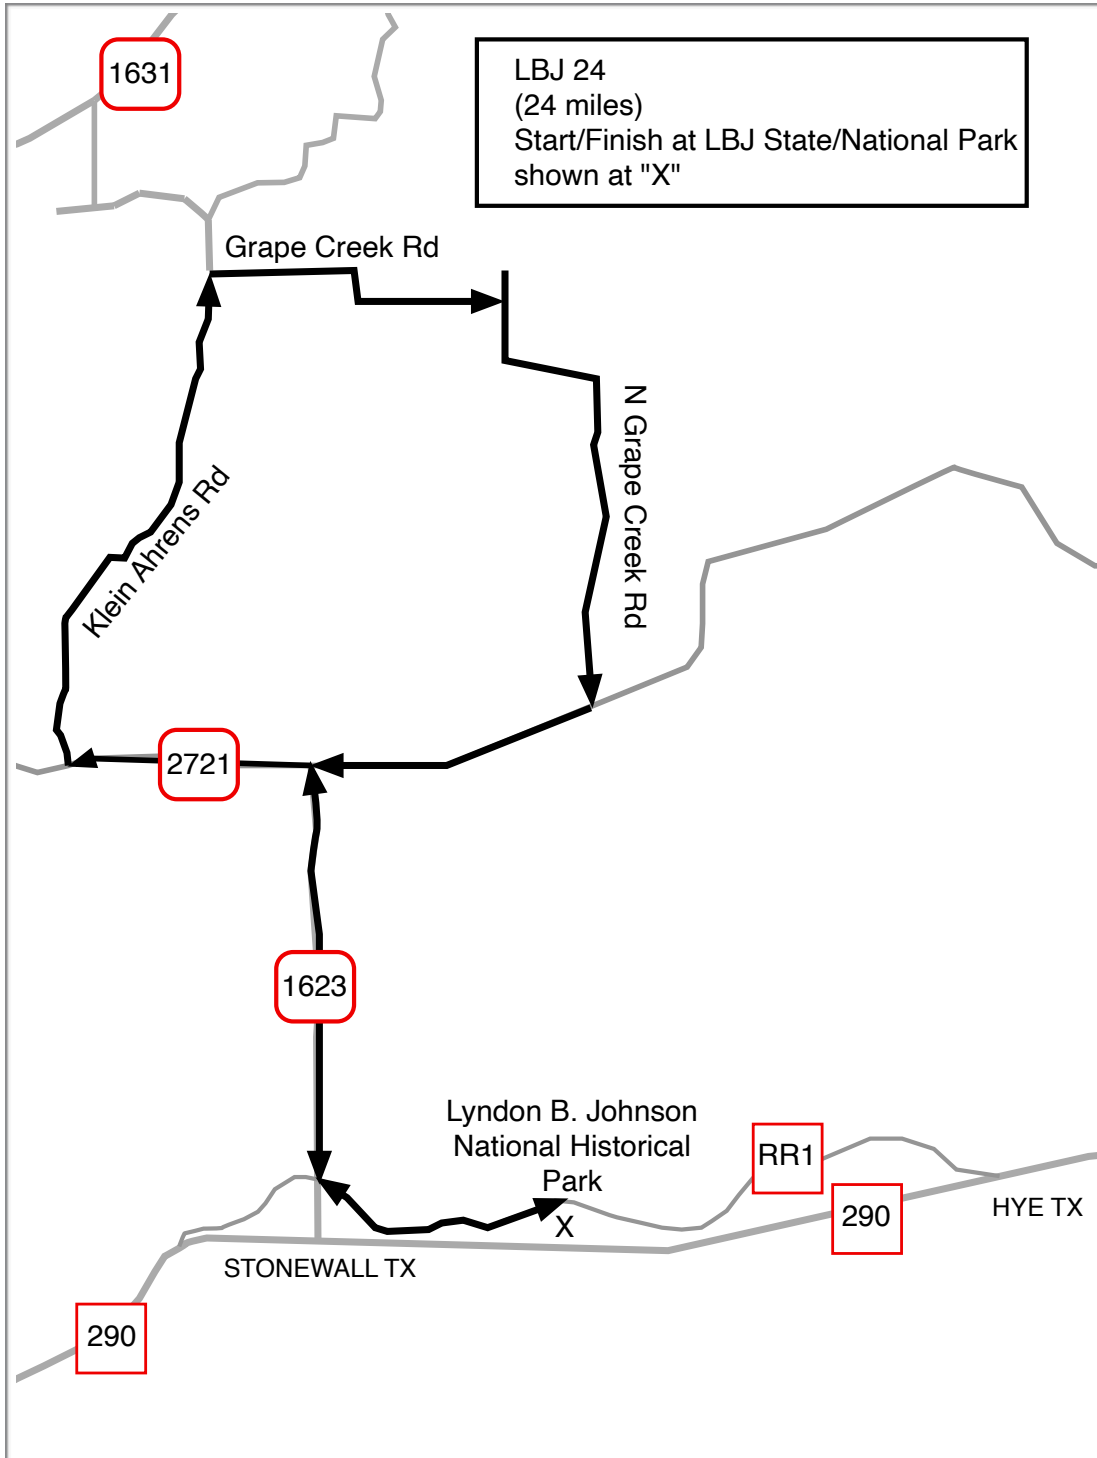 1631
LBJ 24
(24 miles)
Start/Finish at LBJ State/National Park
shown at "X"
Grape Creek Rd
N Grape Creek Rd
Klein Ahrens Rd
2721
1623
Lyndon B. Johnson
National Historical
Park
X
RR1
290
HYE TX
STONEWALL TX
290